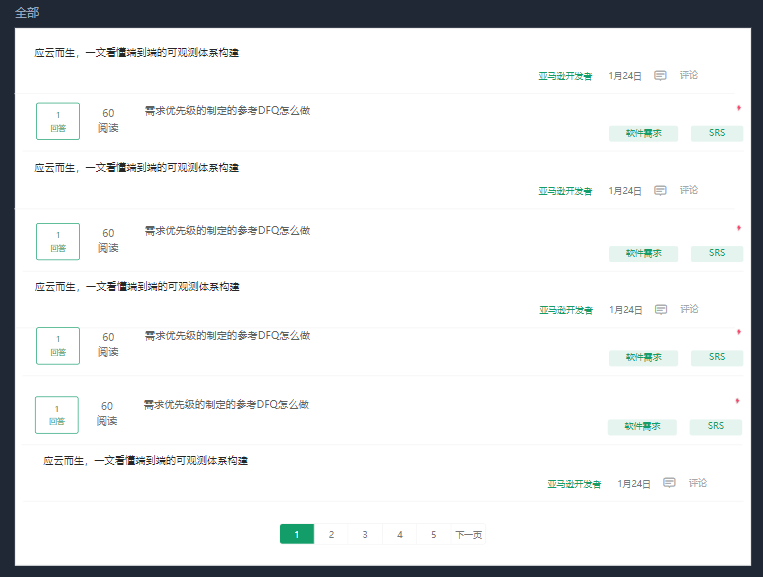 全部
应云而生，一文看懂端到端的可观测体系构建
亚马逊开发者 1月24日 评论
1 60 需求优先级的制定的参考DFQ怎么做
回答 阅读
软件需求 SRS
应云而生，一文看懂端到端的可观测体系构建
亚马逊开发者 1月24日 评论
1 60 需求优先级的制定的参考DFQ怎么做
回答 阅读
软件需求 SRS
应云而生，一文看懂端到端的可观测体系构建
亚马逊开发者 1月24日 评论
1 60 需求优先级的制定的参考DFQ怎么做
回答 阅读
软件需求 SRS
1 60 需求优先级的制定的参考DFQ怎么做
回答 阅读
软件需求 SRS
应云而生，一文看懂端到端的可观测体系构建
亚马逊开发者 1月24日 评论
1 2 3 4 5 下一页